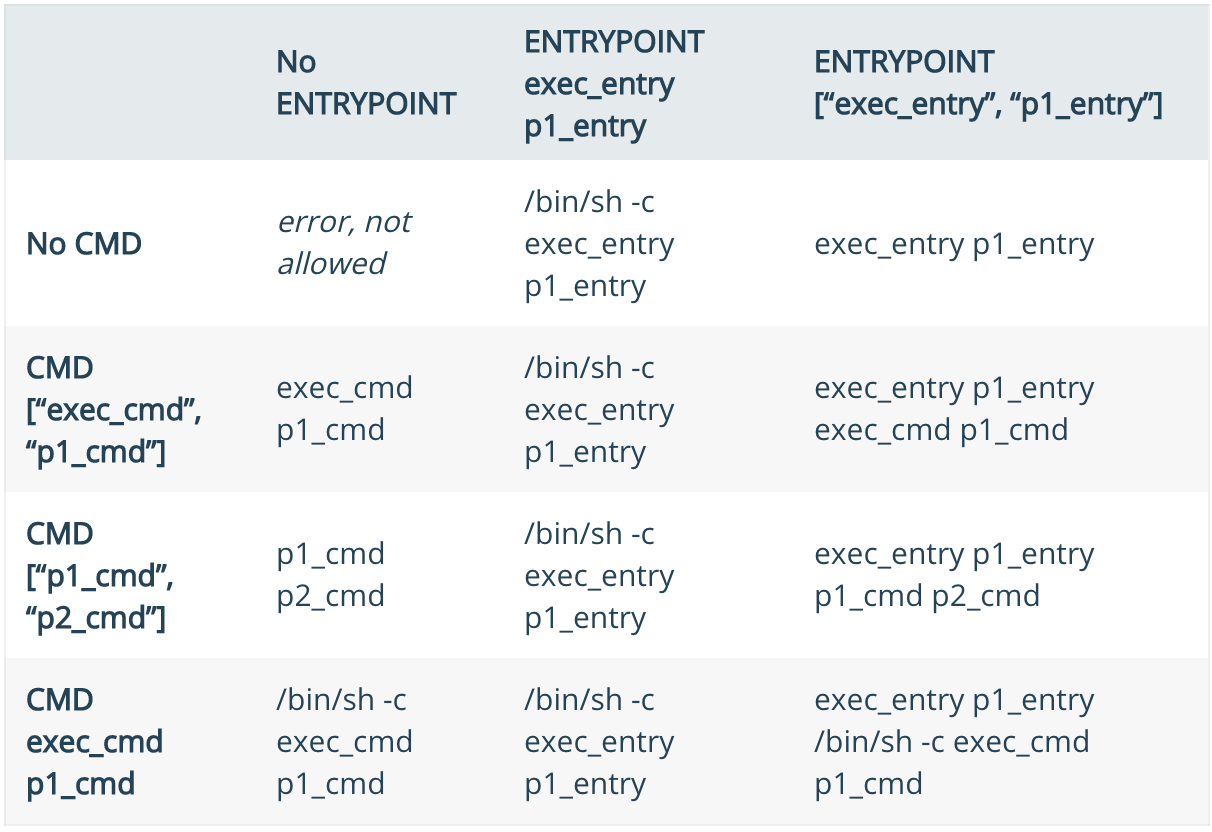 No
ENTRYPOINT
ENTRYPOINT
exec_entry
p1_entry
ENTRYPOINT
[“exec_entry”, “p1_entry”]
No CMD
error, not
allowed
/bin/sh -c
exec_entry
p1_entry
exec_entry p1_entry
CMD
[“exec_cmd”,
“p1_cmd”]
exec_cmd
p1_cmd
/bin/sh -c
exec_entry
p1_entry
exec_entry p1_entry
exec_cmd p1_cmd
CMD
[“p1_cmd”,
“p2_cmd”]
p1_cmd
p2_cmd
/bin/sh -c
exec_entry
p1_entry
exec_entry p1_entry
p1_cmd p2_cmd
CMD
exec_cmd
p1_cmd
/bin/sh -c
exec_cmd
p1_cmd
/bin/sh -c
exec_entry
p1_entry
exec_entry p1_entry
/bin/sh -c exec_cmd
p1_cmd